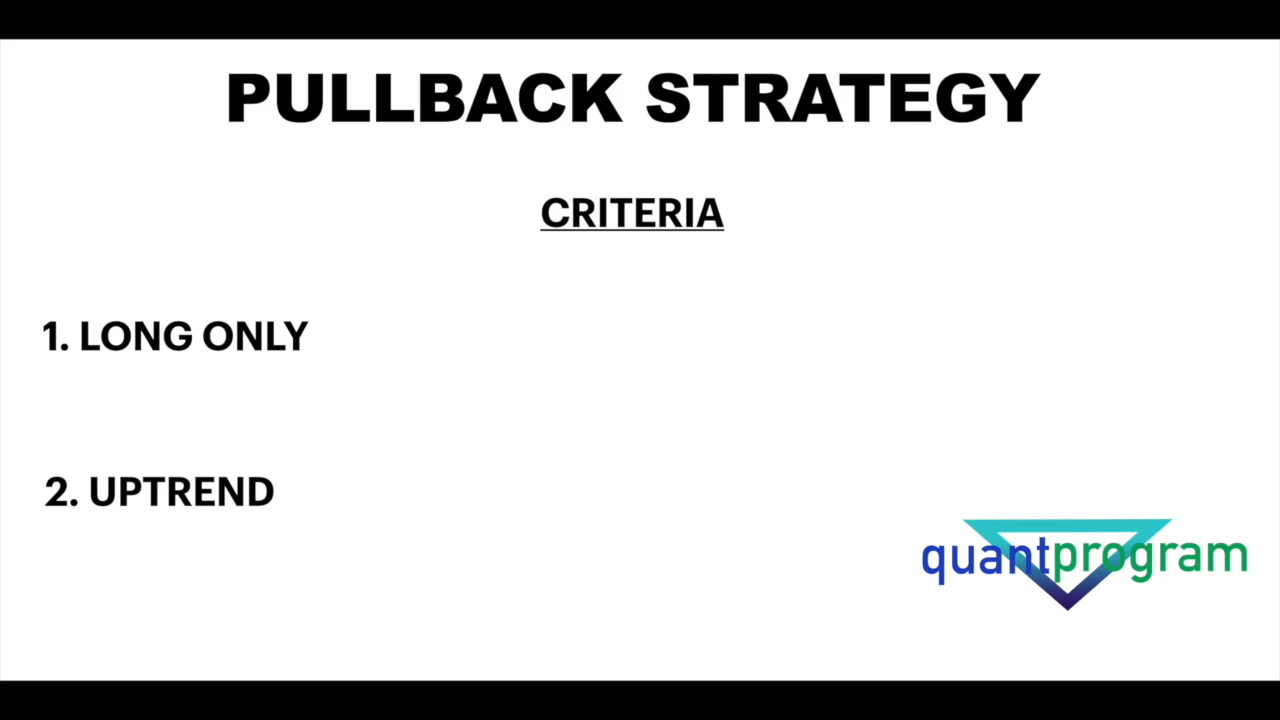 PULLBACK STRATEGY
CRITERIA
1. LONG ONLY
2. UPTREND
quantprogram